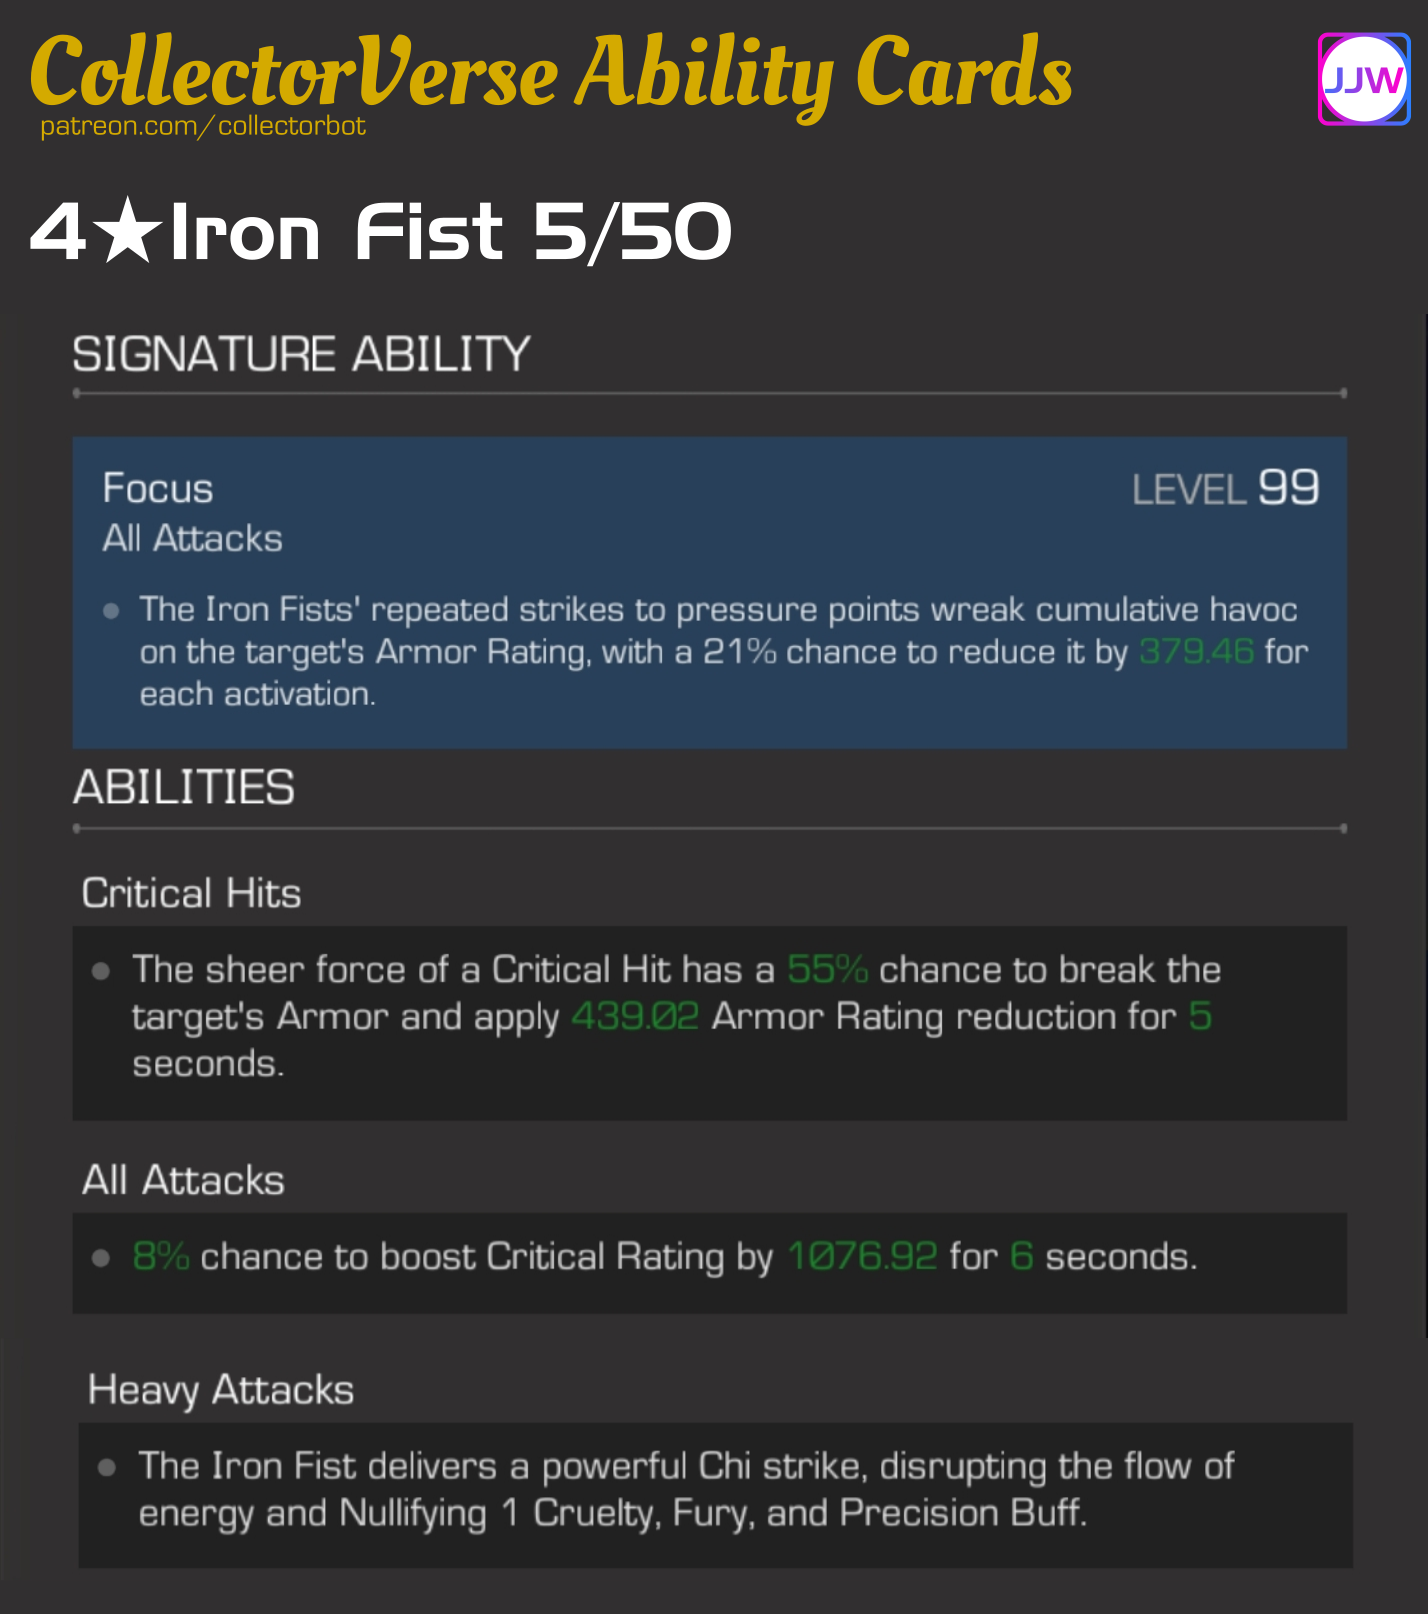 CollectorVerse Ability Cards
JJW
patreon.com/collectorbot
4★Iron Fist 5/50
SIGNATURE ABILITY
Focus
LEVEL 99
All Attacks
• The Iron Fists' repeated strikes to pressure points wreak cumulative havoc
on the target's Armor Rating, with a 21% chance to reduce it by 379.46 for
each activation.
ABILITIES
Critical Hits
• The sheer force of a Critical Hit has a 55% chance to break the
target's Armor and apply 439.02 Armor Rating reduction for 5
seconds.
All Attacks
• 8% chance to boost Critical Rating by 1076.92 for 6 seconds.
Heavy Attacks
• The Iron Fist delivers a powerful Chi strike, disrupting the flow of
energy and Nullifying 1 Cruelty, Fury, and Precision Buff.